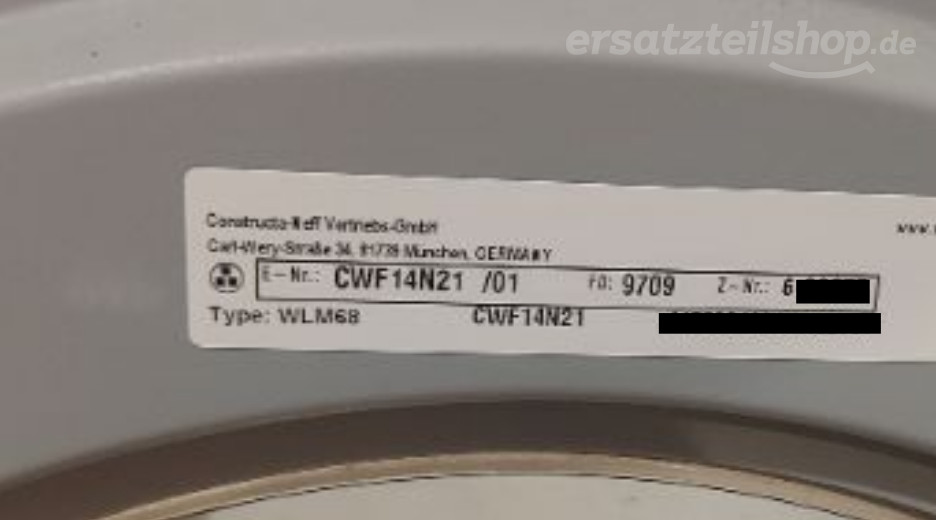 ersatzteilshop.de
Constructa-Neff Vertriebs-GmbH
www.
Carl-Wery-Straße 34, 81739 München, GERMANY
E-Nr.: CWF14N21 /01 FD: 9709 Z-Nr.: 6
Type: WLM68 CWF14N21